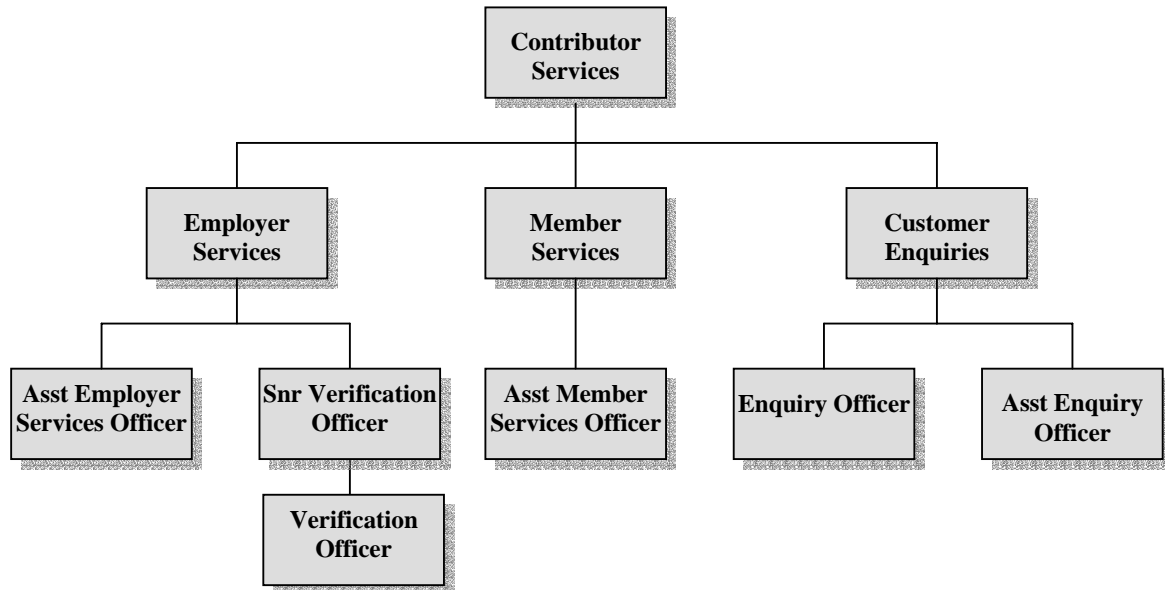 Contributor
Services
Employer
Services
Member
Services
Customer
Enquiries
Asst Employer
Services Officer
Snr Verification
Officer
Asst Member
Services Officer
Enquiry Officer
Asst Enquiry
Officer
Verification
Officer